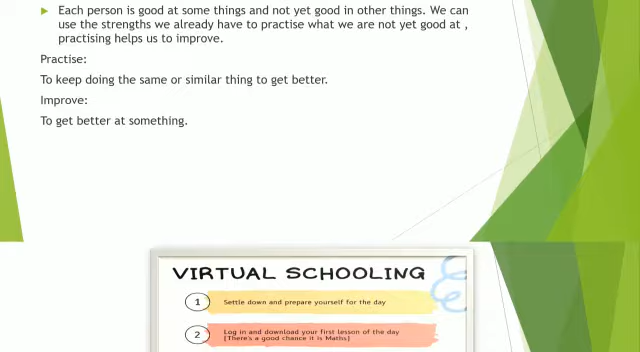 Each person is good at some things and not yet good in other things. We can
use the strengths we already have to practise what we are not yet good at ,
practising helps us to improve.
Practise:
To keep doing the same or similar thing to get better.
Improve:
To get better at something.
VIRTUAL SCHOOLING
1 Settle down and prepare yourself for the day
2 Log in and download your first lesson of the day
[There's a good chance it is Maths]